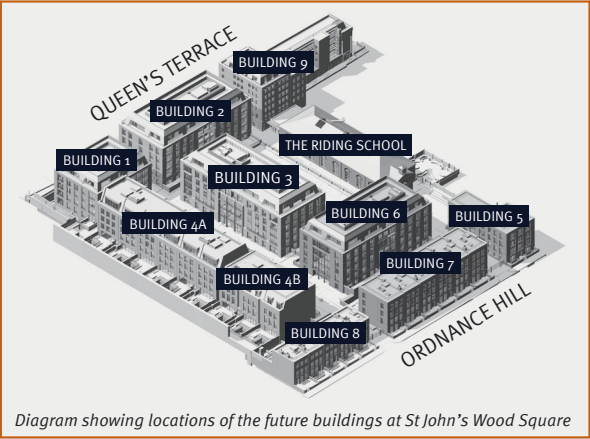 QUEEN'S TERRACE
BUILDING 9
BUILDING 2
THE RIDING SCHOOL
BUILDING 1
BUILDING 3
BUILDING 6
BUILDING 5
BUILDING 4A
BUILDING 7
BUILDING 4B
BUILDING 8
ORDNANCE HILL
Diagram showing locations of the future buildings at St John's Wood Square